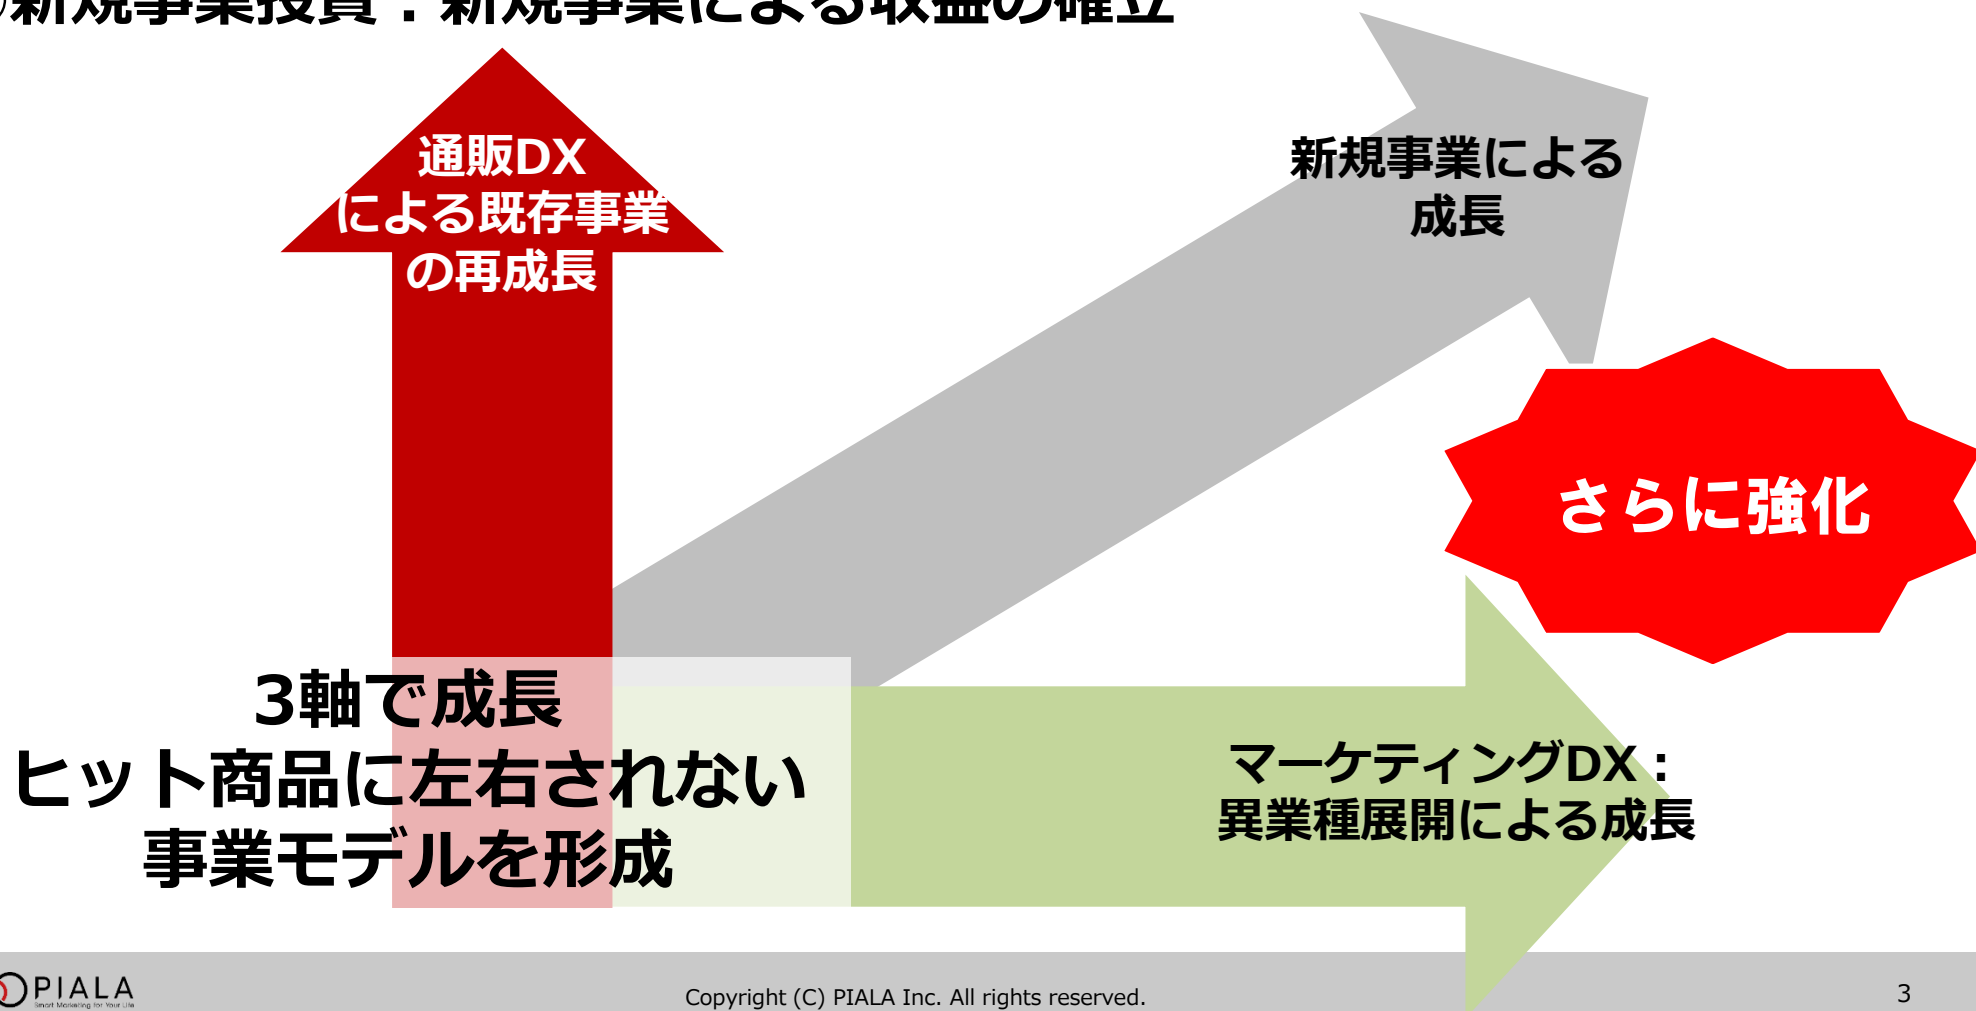 新規事業投資：新規事業による収益の確立
通販DX
による既存事業
の再成長
新規事業による
成長
さらに強化
3軸で成長
ヒット商品に左右されない
事業モデルを形成
マーケティングDX：
異業種展開による成長
PIALA
Smart Marketing for Your Life
Copyright (C) PIALA Inc. All rights reserved.
3